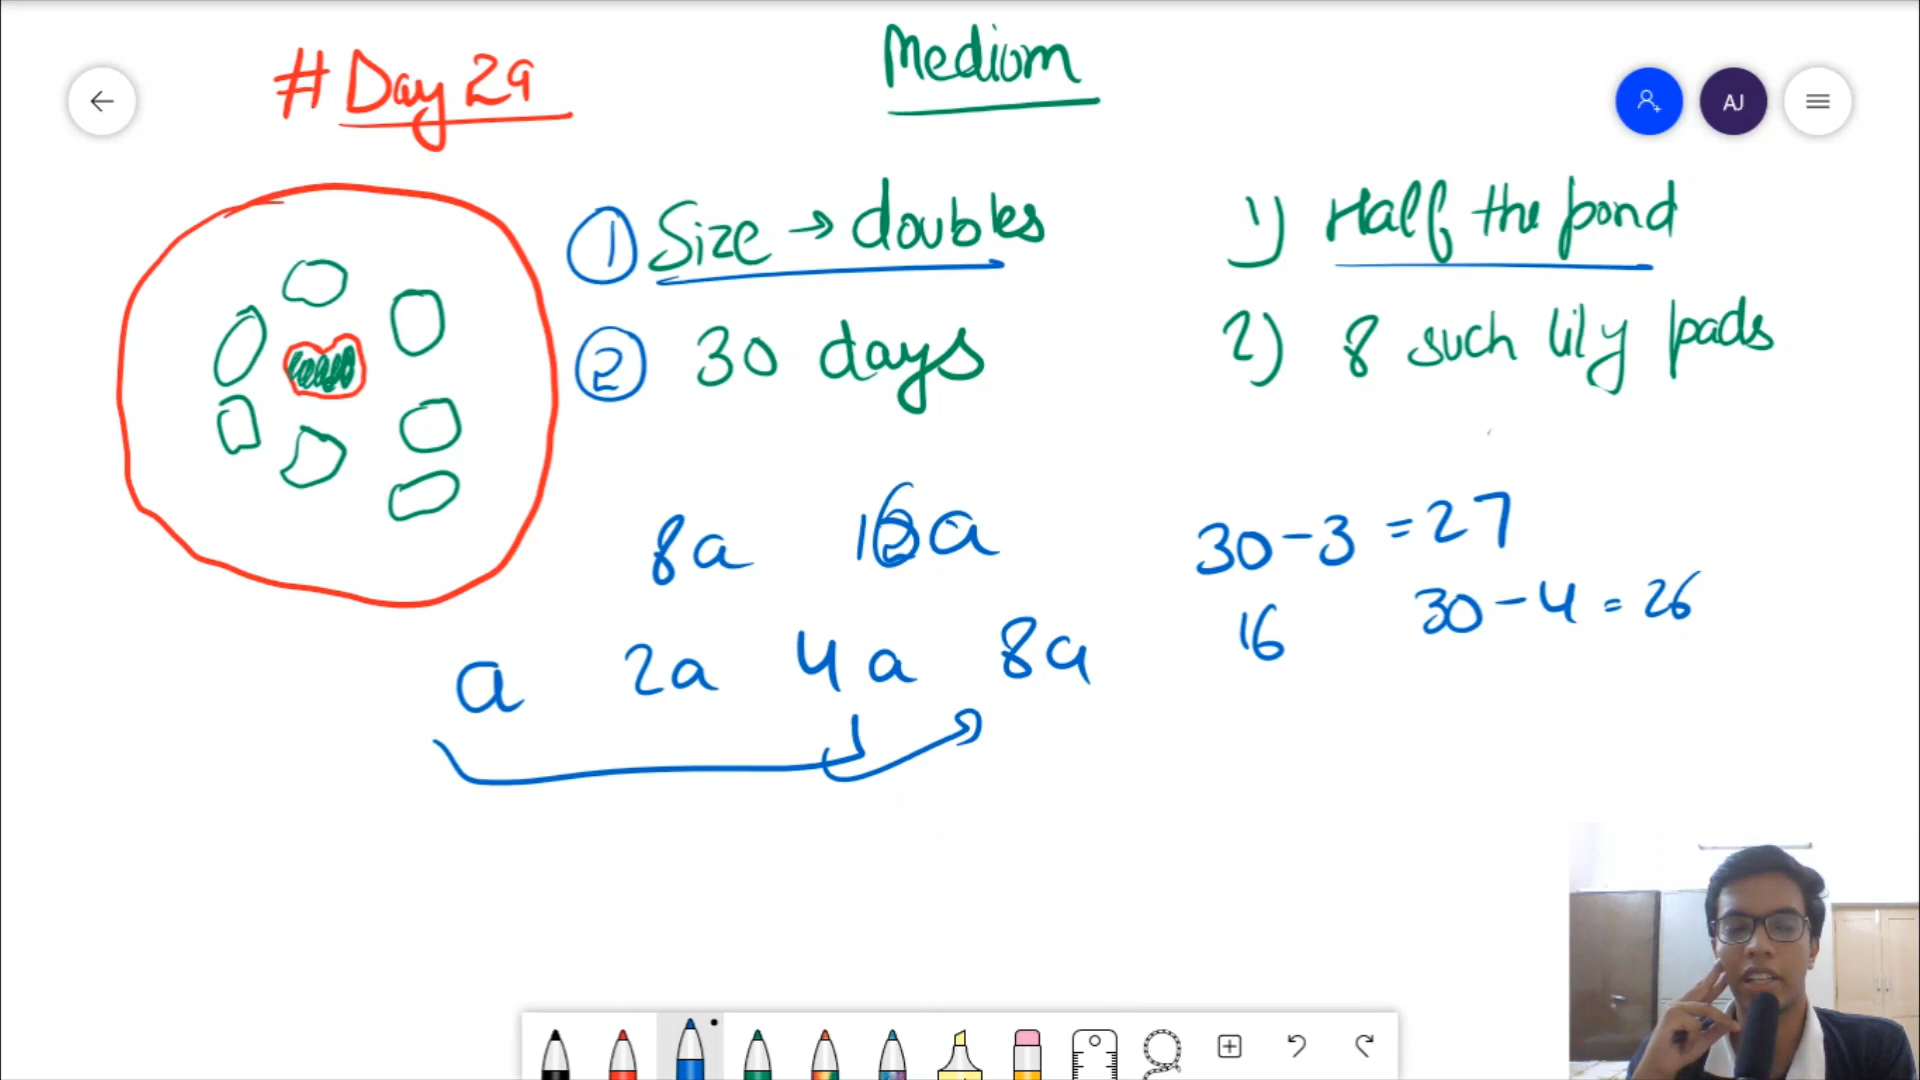 #Day 29
Medium
AJ
1 Size → doubles
2 30 days
1) Half the pond
2) 8 such lily pads
8a 16a
a 2a 4a 8a
30-3 = 27
16 30-4 = 26